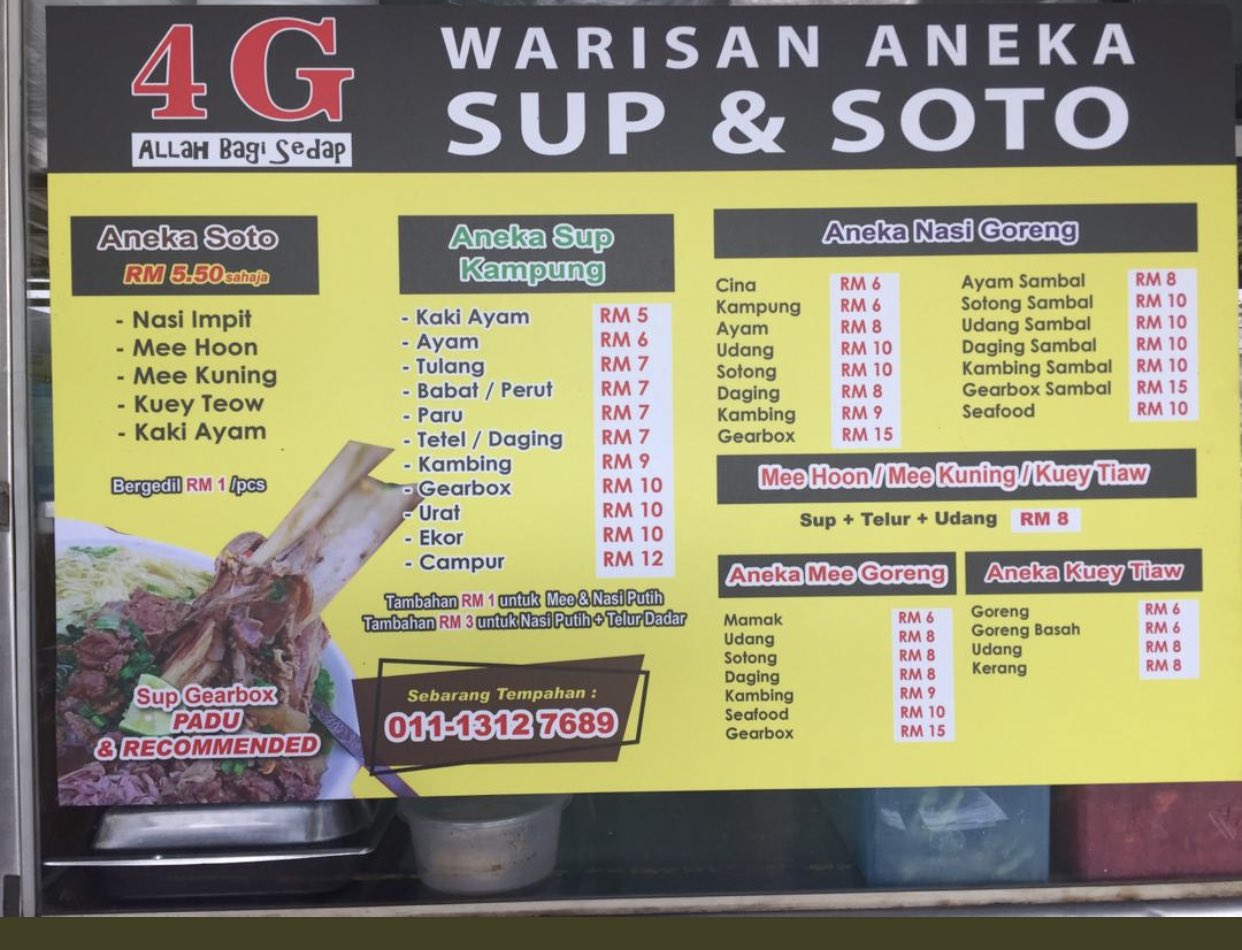 4G
ALLAH BagI Sedap
WARISAN ANEKA
SUP & SOTO
Aneka Soto
RM 5.50 sahaja
- Nasi Impit
- Mee Hoon
- Mee Kuning
- Kuey Teow
- Kaki Ayam
Bergedil RM 1 /pcs
Sup Gearbox
PADU
& RECOMMENDED
Aneka Sup
Kampung
- Kaki Ayam RM 5
- Ayam RM 6
- Tulang RM 7
- Babat / Perut RM 7
- Paru RM 7
- Tetel / Daging RM 7
- Kambing RM 9
- Gearbox RM 10
- Urat RM 10
- Ekor RM 10
- Campur RM 12
Tambahan RM 1 untuk Mee & Nasi Putih
Tambahan RM 3 untuk Nasi Putih + Telur Dadar
Sebarang Tempahan :
011-1312 7689
Aneka Nasi Goreng
Cina RM 6
Kampung RM 6
Ayam RM 8
Udang RM 10
Sotong RM 10
Daging RM 8
Kambing RM 9
Gearbox RM 15
Ayam Sambal RM 8
Sotong Sambal RM 10
Udang Sambal RM 10
Daging Sambal RM 10
Kambing Sambal RM 10
Gearbox Sambal RM 15
Seafood RM 10
Mee Hoon / Mee Kuning / Kuey Tiaw
Sup + Telur + Udang RM 8
Aneka Mee Goreng
Mamak RM 6
Udang RM 8
Sotong RM 8
Daging RM 8
Kambing RM 9
Seafood RM 10
Gearbox RM 15
Aneka Kuey Tiaw
Goreng RM 6
Goreng Basah RM 6
Udang RM 8
Kerang RM 8